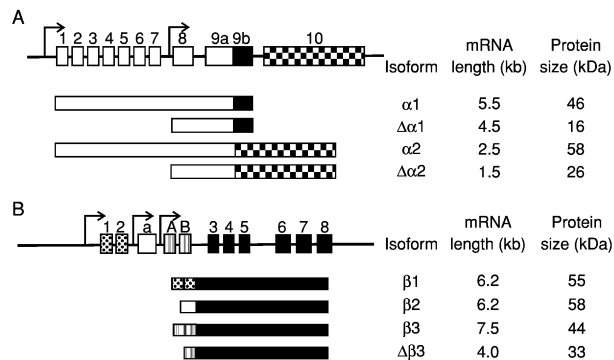 A
1 2 3 4 5 6 7 8 9a 9b 10
Isoform mRNA length (kb) Protein size (kDa)
α1 5.5 46
Δα1 4.5 16
α2 2.5 58
Δα2 1.5 26
B
1 2 a A B 3 4 5 6 7 8
Isoform mRNA length (kb) Protein size (kDa)
β1 6.2 55
β2 6.2 58
β3 7.5 44
Δβ3 4.0 33